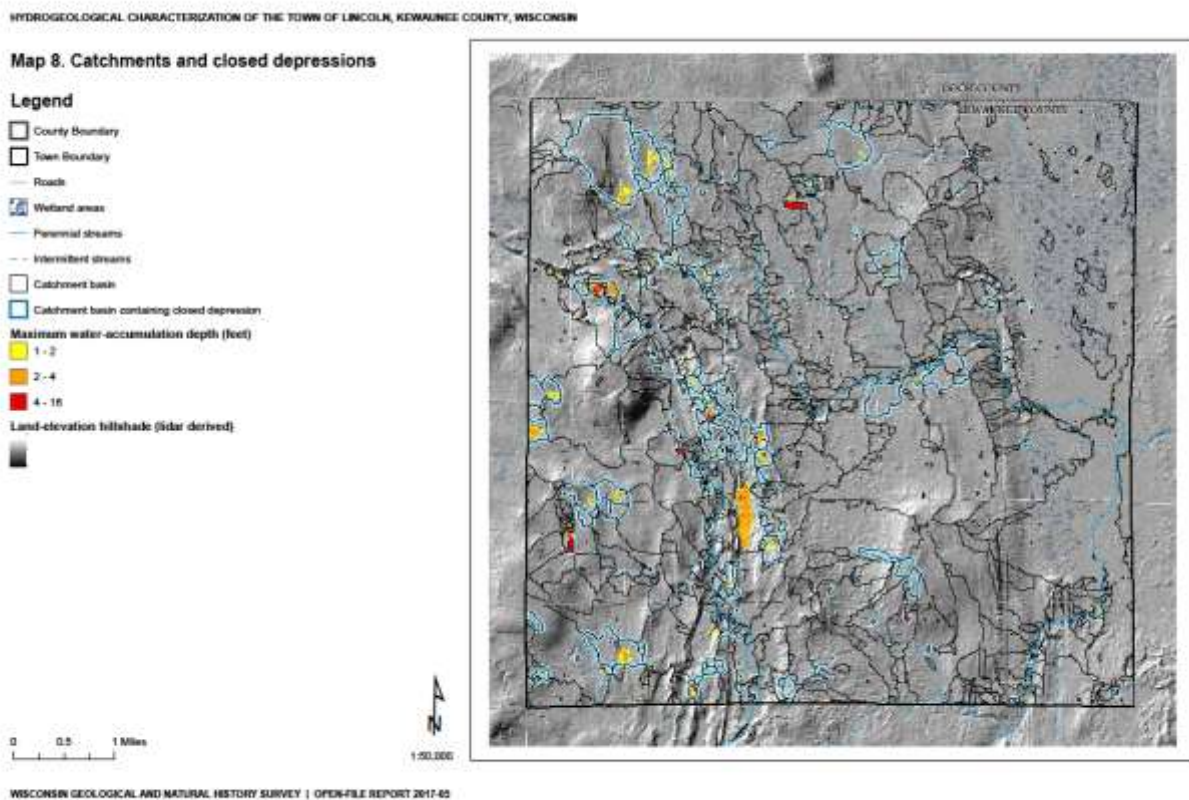 HYDROGEOLOGICAL CHARACTERIZATION OF THE TOWN OF LINCOLN, KEWAUNEE COUNTY, WISCONSIN
Map 8. Catchments and closed depressions
Legend
County Boundary
Town Boundary
Roads
Wetland areas
Perennial streams
Intermittent streams
Catchment basin
Catchment basin containing closed depression
Maximum water-accumulation depth (feet)
1 - 2
2 - 4
4 - 16
Land-elevation hillshade (lidar derived)
DOOR COUNTY
KEWAUNEE COUNTY
N
0 0.5 1 Miles
1:50,000
WISCONSIN GEOLOGICAL AND NATURAL HISTORY SURVEY | OPEN-FILE REPORT 2017-05